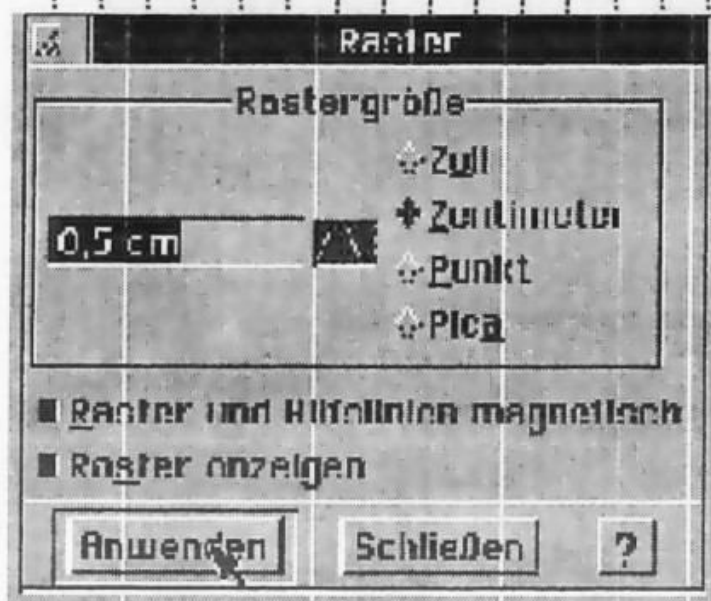 Raster
Rastergröße
Zoll
0,5 cm
Zentimeter
Punkt
Pica
Raster und Hilfslinien magnetisch
Raster anzeigen
Anwenden
Schließen
?